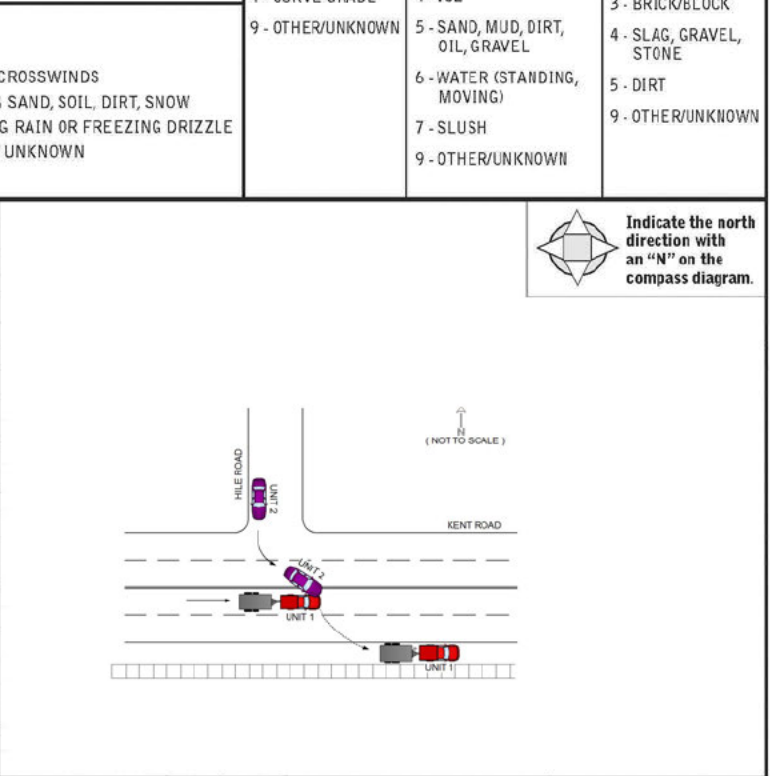 9 - OTHER/UNKNOWN
CROSSWINDS
SAND, SOIL, DIRT, SNOW
G RAIN OR FREEZING DRIZZLE
UNKNOWN
5 - SAND, MUD, DIRT,
OIL, GRAVEL
6 - WATER (STANDING,
MOVING)
7 - SLUSH
9 - OTHER/UNKNOWN
3 - BRICK/BLOCK
4 - SLAG, GRAVEL,
STONE
5 - DIRT
9 - OTHER/UNKNOWN
Indicate the north
direction with
an “N” on the
compass diagram.
N
( NOT TO SCALE )
HILE ROAD
UNIT 2
KENT ROAD
UNIT 2
UNIT 1
UNIT 1